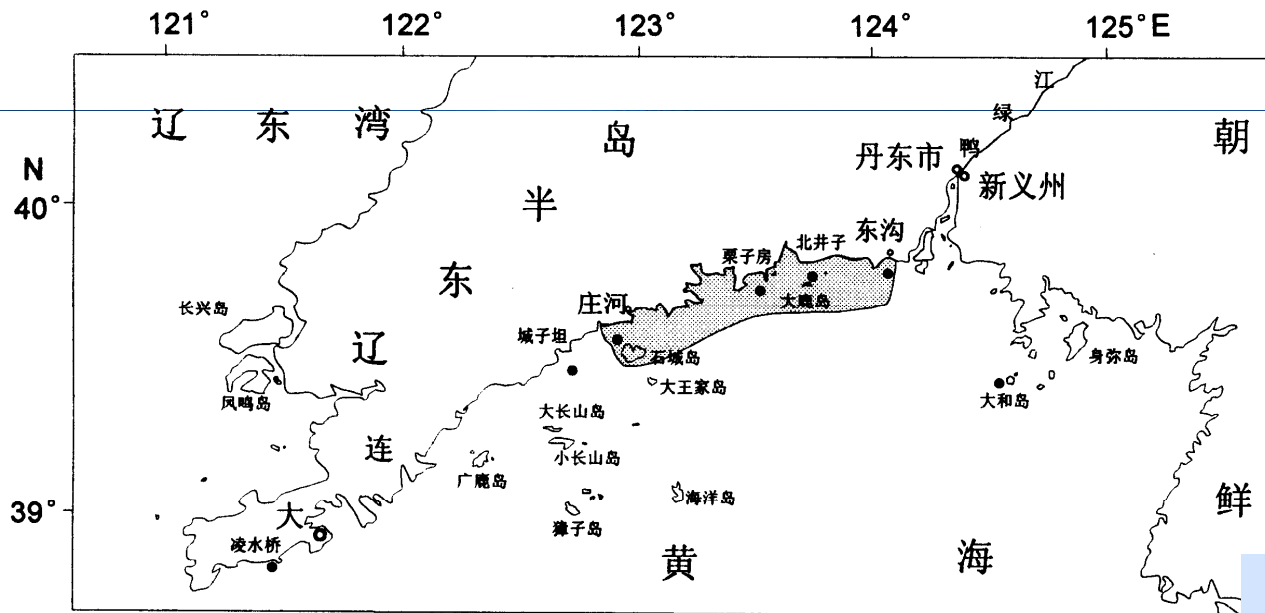 121° 122° 123° 124° 125°E
辽东湾
江
绿
鸭
朝
岛
丹东市
新义州
N
40°
半
东沟
北井子
栗子房
东
大鹿岛
庄河
长兴岛
城子坦
辽
石城岛
身弥岛
大王家岛
凤鸣岛
大和岛
大长山岛
连
小长山岛
广鹿岛
海洋岛
鲜
39°
大
獐子岛
凌水桥
黄
海